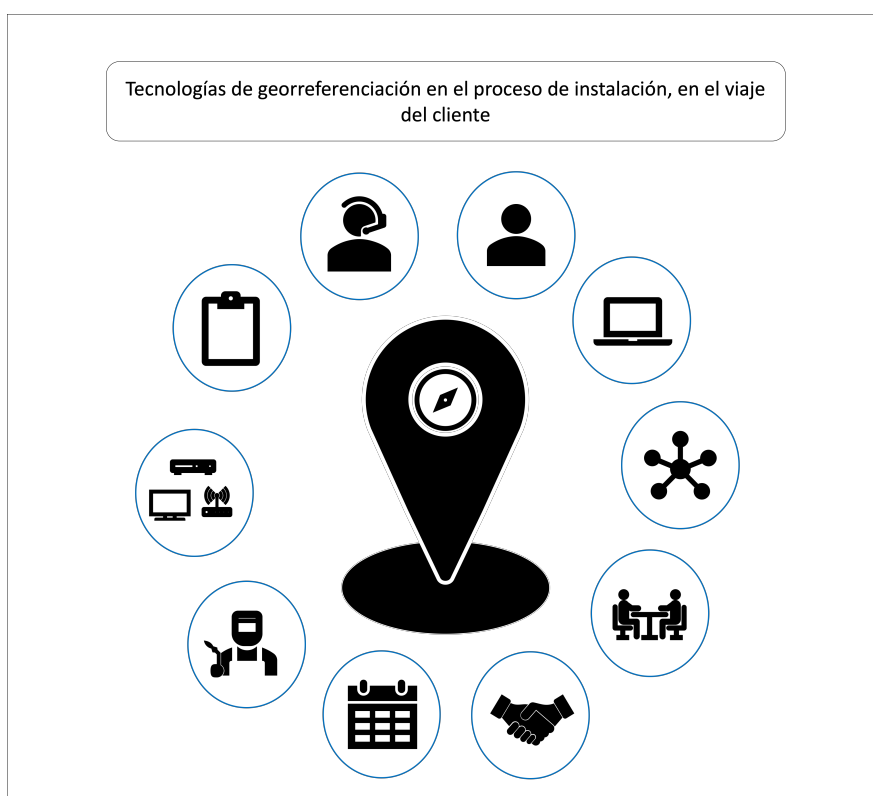 Tecnologías de georreferenciación en el proceso de instalación, en el viaje
del cliente